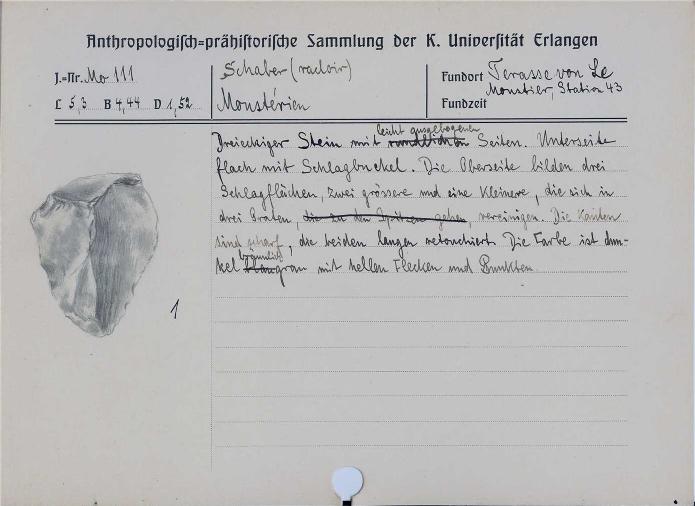 Anthropologisch=prähistorische Sammlung der K. Universität Erlangen
J.=Nr. Mo 111
L 5,3 B 4,44 D 1,52
Schaber (racloir)
Moustérien
Fundort Terasse von Le
Moustier, Station 43
Fundzeit
leicht ausgebogenen
Dreieckiger Stein mit rundlichen Seiten. Unterseite
flach mit Schlagbuckel. Die Oberseite bilden drei
Schlagflächen, zwei grössere und eine kleinere, die sich in
drei Graten, die zu den Spitzen gehen, vereinigen. Die Kanten
sind scharf, die beiden langen retouchiert. Die Farbe ist dun-
bräunlich
kel blaugrau mit hellen Flecken und Punkten.
1